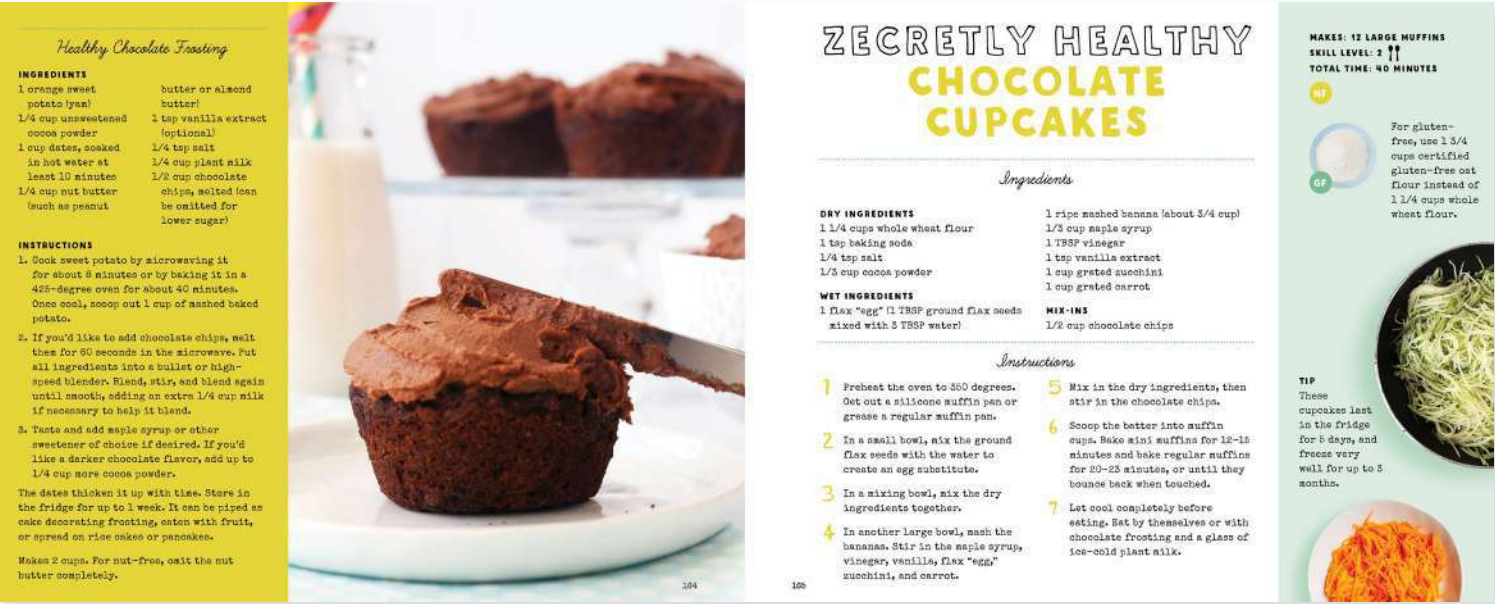 Healthy Chocolate Frosting
INGREDIENTS
1 orange sweet
potato (yam)
1/4 cup unsweetened
cocoa powder
1 cup dates, soaked
in hot water at
least 10 minutes
1/4 cup nut butter
(such as peanut
butter or almond
butter)
1 tsp vanilla extract
(optional)
1/4 tsp salt
1/4 cup plant milk
1/2 cup chocolate
chips, melted (can
be omitted for
lower sugar)
INSTRUCTIONS
1. Cook sweet potato by microwaving it
for about 8 minutes or by baking it in a
425-degree oven for about 40 minutes.
Once cool, scoop out 1 cup of mashed baked
potato.
2. If you'd like to add chocolate chips, melt
them for 60 seconds in the microwave. Put
all ingredients into a bullet or high-
speed blender. Blend, stir, and blend again
until smooth, adding an extra 1/4 cup milk
if necessary to help it blend.
3. Taste and add maple syrup or other
sweetener of choice if desired. If you'd
like a darker chocolate flavor, add up to
1/4 cup more cocoa powder.
The dates thicken it up with time. Store in
the fridge for up to 1 week. It can be piped as
cake decorating frosting, eaten with fruit,
or spread on rice cakes or pancakes.
Makes 2 cups. For nut-free, omit the nut
butter completely.
164
165
ZECRETLY HEALTHY
CHOCOLATE
CUPCAKES
Ingredients
DRY INGREDIENTS
1 1/4 cups whole wheat flour
1 tsp baking soda
1/4 tsp salt
1/3 cup cocoa powder
WET INGREDIENTS
1 flax "egg" (1 TBSP ground flax seeds
mixed with 3 TBSP water)
1 ripe mashed banana (about 3/4 cup)
1/3 cup maple syrup
1 TBSP vinegar
1 tsp vanilla extract
1 cup grated zucchini
1 cup grated carrot
MIX-INS
1/2 cup chocolate chips
Instructions
1 Preheat the oven to 350 degrees.
Get out a silicone muffin pan or
grease a regular muffin pan.
2 In a small bowl, mix the ground
flax seeds with the water to
create an egg substitute.
3 In a mixing bowl, mix the dry
ingredients together.
4 In another large bowl, mash the
bananas. Stir in the maple syrup,
vinegar, vanilla, flax "egg,"
zucchini, and carrot.
5 Mix in the dry ingredients, then
stir in the chocolate chips.
6 Scoop the batter into muffin
cups. Bake mini muffins for 12-15
minutes and bake regular muffins
for 20-23 minutes, or until they
bounce back when touched.
7 Let cool completely before
eating. Eat by themselves or with
chocolate frosting and a glass of
ice-cold plant milk.
MAKES: 12 LARGE MUFFINS
SKILL LEVEL: 2
TOTAL TIME: 40 MINUTES
NF
GF
For gluten-
free, use 1 3/4
cups certified
gluten-free oat
flour instead of
1 1/4 cups whole
wheat flour.
TIP
These
cupcakes last
in the fridge
for 5 days, and
freeze very
well for up to 3
months.